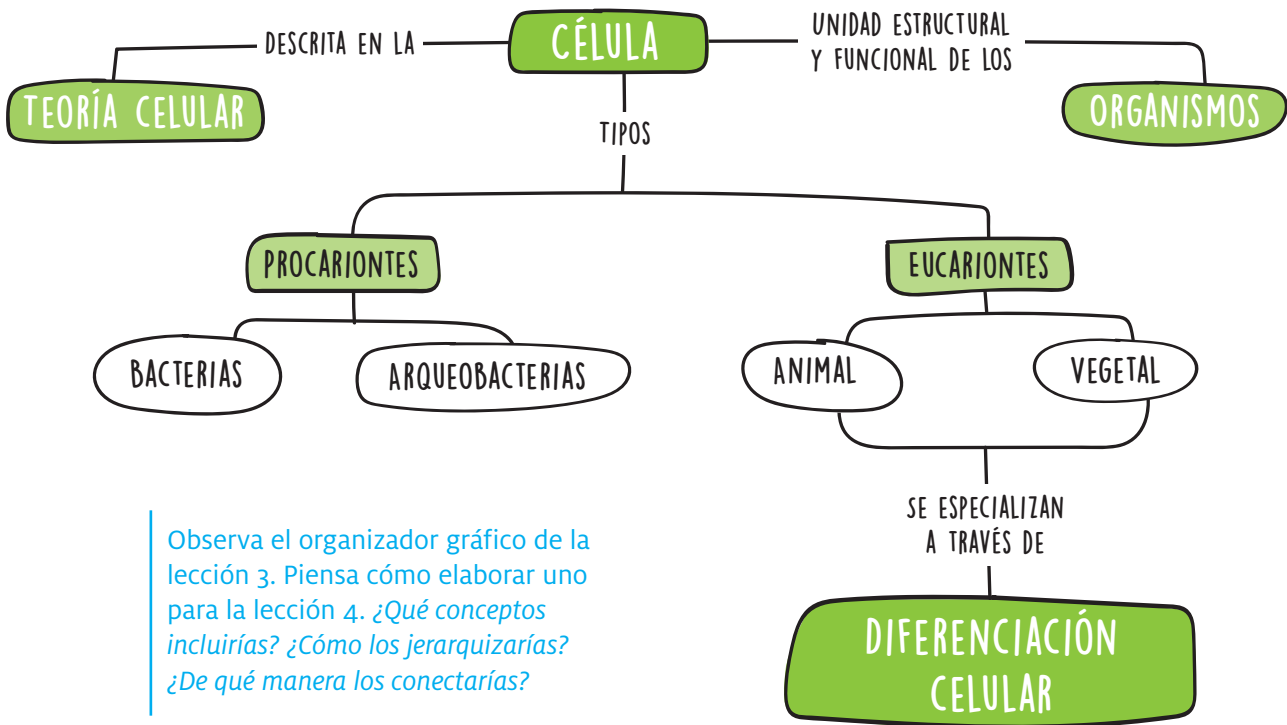 DESCRITA EN LA
CÉLULA
UNIDAD ESTRUCTURAL
Y FUNCIONAL DE LOS
TEORÍA CELULAR
ORGANISMOS
TIPOS
PROCARIONTES
EUCARIONTES
BACTERIAS
ARQUEOBACTERIAS
ANIMAL
VEGETAL
SE ESPECIALIZAN
A TRAVÉS DE
DIFERENCIACIÓN
CELULAR
Observa el organizador gráfico de la
lección 3. Piensa cómo elaborar uno
para la lección 4. ¿Qué conceptos
incluirías? ¿Cómo los jerarquizarías?
¿De qué manera los conectarías?